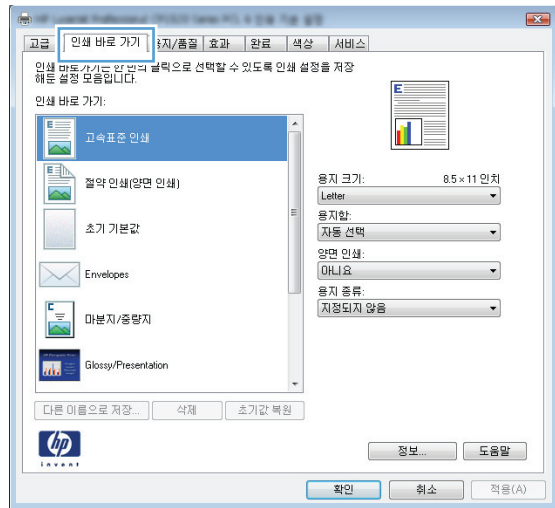 고급
인쇄 바로 가기
용지/품질
효과
완료
색상
서비스
인쇄 바로가기는 한 번의 클릭으로 선택할 수 있도록 인쇄 설정을 저장
해둔 설정 모음입니다.
인쇄 바로 가기:
고속표준 인쇄
절약 인쇄(양면 인쇄)
초기 기본값
Envelopes
마분지/중량지
Glossy/Presentation
E
용지 크기: 8.5 × 11 인치
Letter
용지함:
자동 선택
양면 인쇄:
아니요
용지 종류:
지정되지 않음
다른 이름으로 저장...
삭제
초기값 복원
hp
invent
정보...
도움말
확인
취소
적용(A)